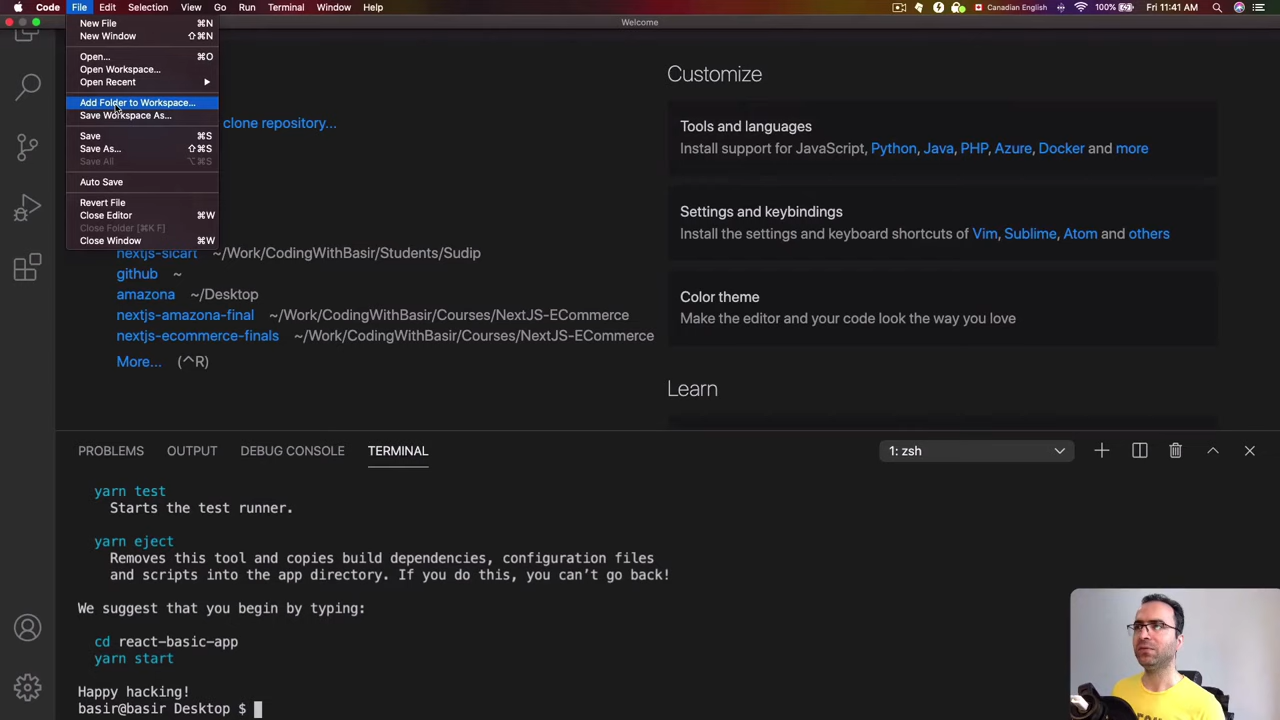 Code File Edit Selection View Go Run Terminal Window Help
Canadian English 100% Fri 11:41 AM
Welcome
New File ⌘N
New Window ⇧⌘N
Open... ⌘O
Open Workspace...
Open Recent
Add Folder to Workspace...
Save Workspace As...
Save ⌘S
Save As... ⇧⌘S
Save All ⌥⌘S
Auto Save
Revert File
Close Editor ⌘W
Close Folder [⌘K F]
Close Window ⌘W
clone repository...
nextjs-sicart ~/Work/CodingWithBasir/Students/Sudip
github ~
amazona ~/Desktop
nextjs-amazona-final ~/Work/CodingWithBasir/Courses/NextJS-ECommerce
nextjs-ecommerce-finals ~/Work/CodingWithBasir/Courses/NextJS-ECommerce
More... (^R)
Customize
Tools and languages
Install support for JavaScript, Python, Java, PHP, Azure, Docker and more
Settings and keybindings
Install the settings and keyboard shortcuts of Vim, Sublime, Atom and others
Color theme
Make the editor and your code look the way you love
Learn
PROBLEMS OUTPUT DEBUG CONSOLE TERMINAL 1: zsh
yarn test
Starts the test runner.
yarn eject
Removes this tool and copies build dependencies, configuration files
and scripts into the app directory. If you do this, you can’t go back!
We suggest that you begin by typing:
cd react-basic-app
yarn start
Happy hacking!
basir@basir Desktop $